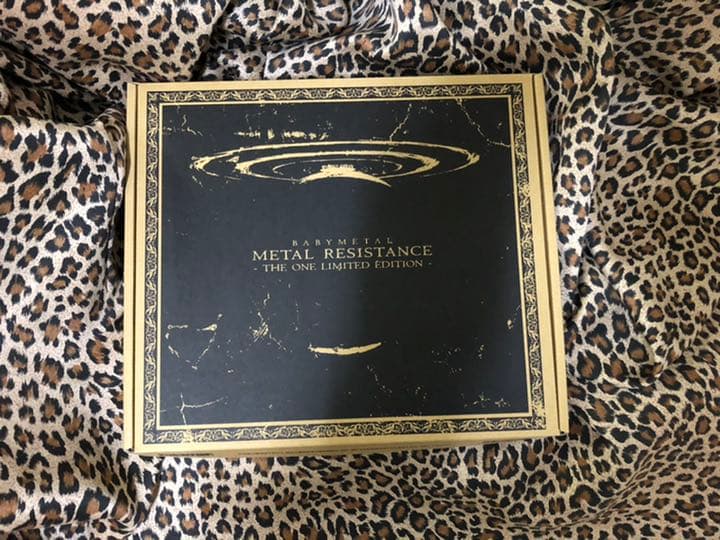 BABYMETAL
METAL RESISTANCE
- THE ONE LIMITED EDITION -